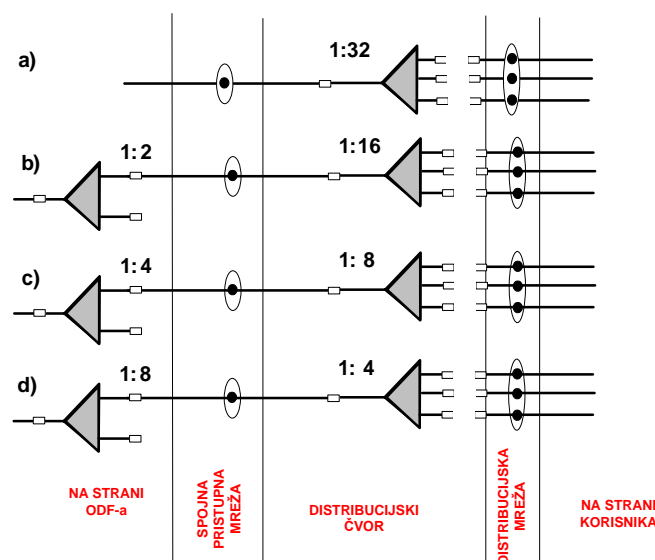 a)
1:32
b)
1:2
1:16
c)
1:4
1: 8
d)
1:8
1: 4
NA STRANI
ODF-a
SPOJNA
PRISTUPNA
MREŽA
DISTRIBUCIJSKI
ČVOR
DISTRIBUCIJSKA
MREŽA
NA STRANI
KORISNIKA